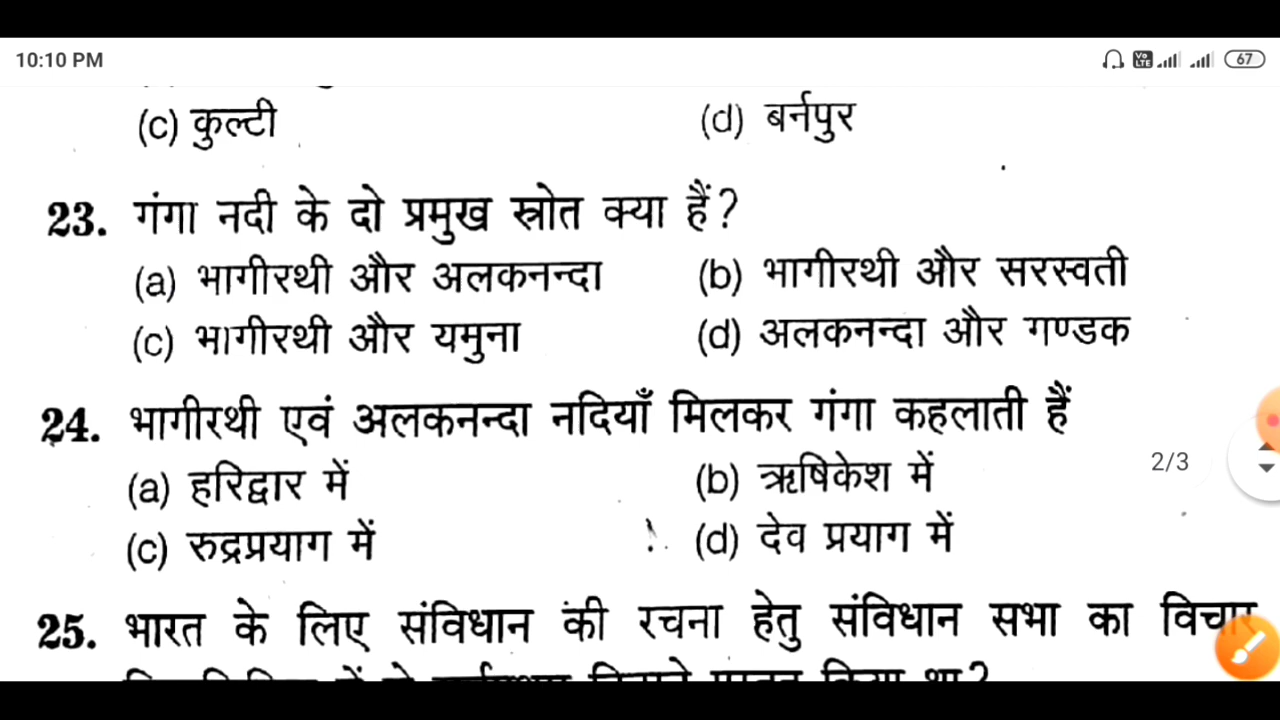 10:10 PM
Vo LTE 67
(c) कुल्टी (d) बर्नपुर
23. गंगा नदी के दो प्रमुख स्रोत क्या हैं?
(a) भागीरथी और अलकनन्दा (b) भागीरथी और सरस्वती
(c) भागीरथी और यमुना (d) अलकनन्दा और गण्डक
24. भागीरथी एवं अलकनन्दा नदियाँ मिलकर गंगा कहलाती हैं
(a) हरिद्वार में (b) ऋषिकेश में
2/3
(c) रुद्रप्रयाग में (d) देव प्रयाग में
25. भारत के लिए संविधान की रचना हेतु संविधान सभा का विचार